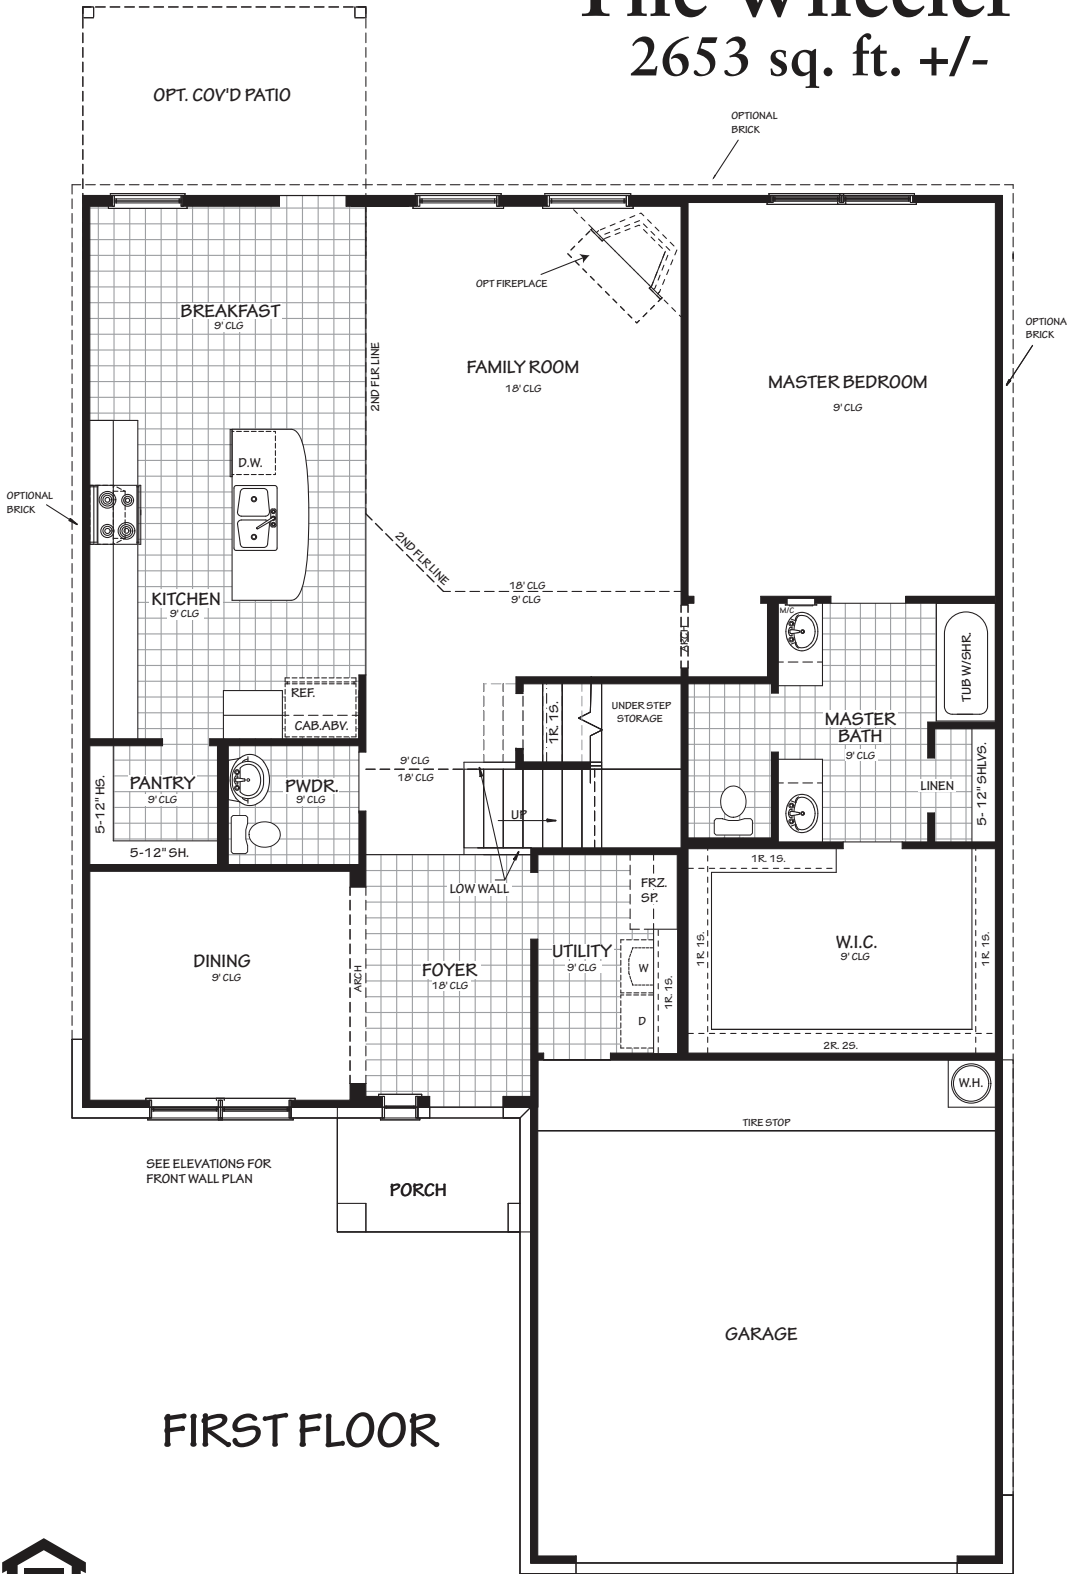 The Wheeler
2653 sq. ft. +/-
OPT. COV'D PATIO
OPTIONAL
BRICK
OPT FIREPLACE
BREAKFAST
9' CLG
2ND FLR LINE
FAMILY ROOM
18' CLG
MASTER BEDROOM
9' CLG
OPTIONA
BRICK
D.W.
OPTIONAL
BRICK
2ND FLR LINE
18' CLG
9' CLG
KITCHEN
9' CLG
M/C
ARCH
TUB W/SHR.
REF.
CAB.ABV.
1R. 1S.
UNDER STEP
STORAGE
MASTER
BATH
9' CLG
9' CLG
18' CLG
5-12" HS.
PANTRY
9' CLG
5-12" SH.
PWDR.
9' CLG
UP
LINEN
5- 12" SHLVS.
LOW WALL
FRZ.
SP.
1R. 1S.
DINING
9' CLG
ARCH
FOYER
18' CLG
UTILITY
9' CLG
W
D
1R. 1S.
1R. 1S.
W.I.C.
9' CLG
1R. 1S.
2R. 2S.
W.H.
TIRE STOP
SEE ELEVATIONS FOR
FRONT WALL PLAN
PORCH
GARAGE
FIRST FLOOR